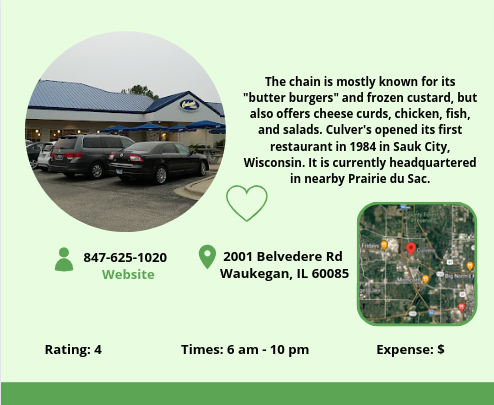 Culver's
The chain is mostly known for its
"butter burgers" and frozen custard, but
also offers cheese curds, chicken, fish,
and salads. Culver's opened its first
restaurant in 1984 in Sauk City,
Wisconsin. It is currently headquartered
in nearby Prairie du Sac.
847-625-1020
Website
2001 Belvedere Rd
Waukegan, IL 60085
Rating: 4
Times: 6 am - 10 pm
Expense: $